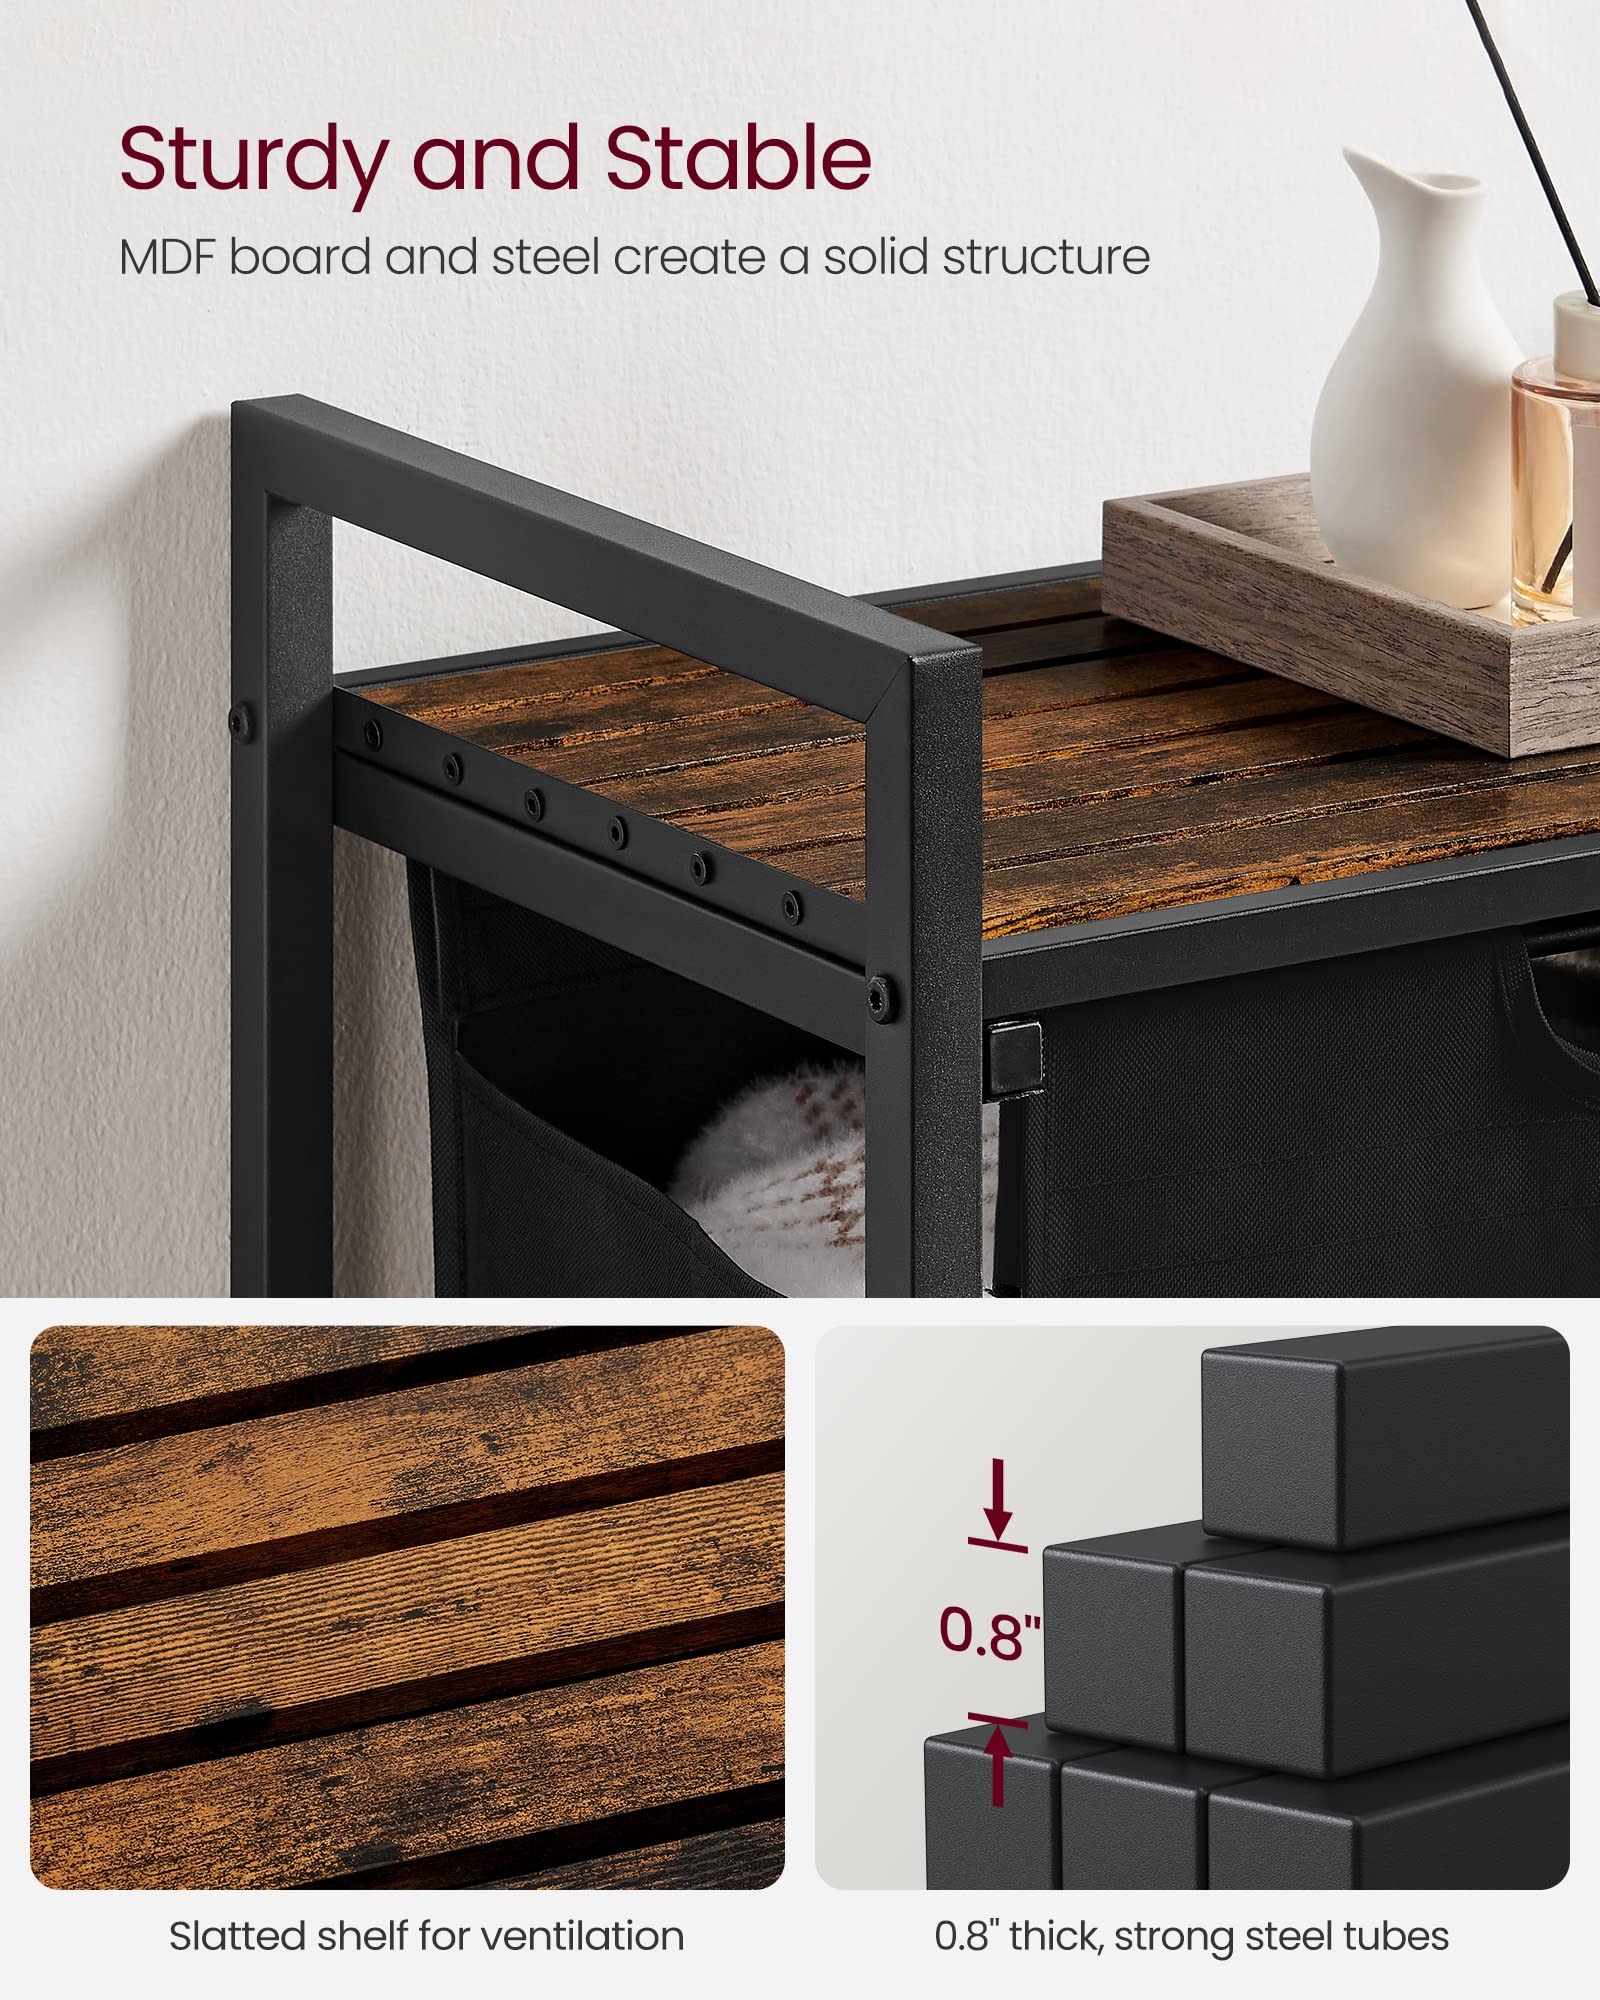 Sturdy and Stable
MDF board and steel create a solid structure
0.8"
Slatted shelf for ventilation
0.8" thick, strong steel tubes